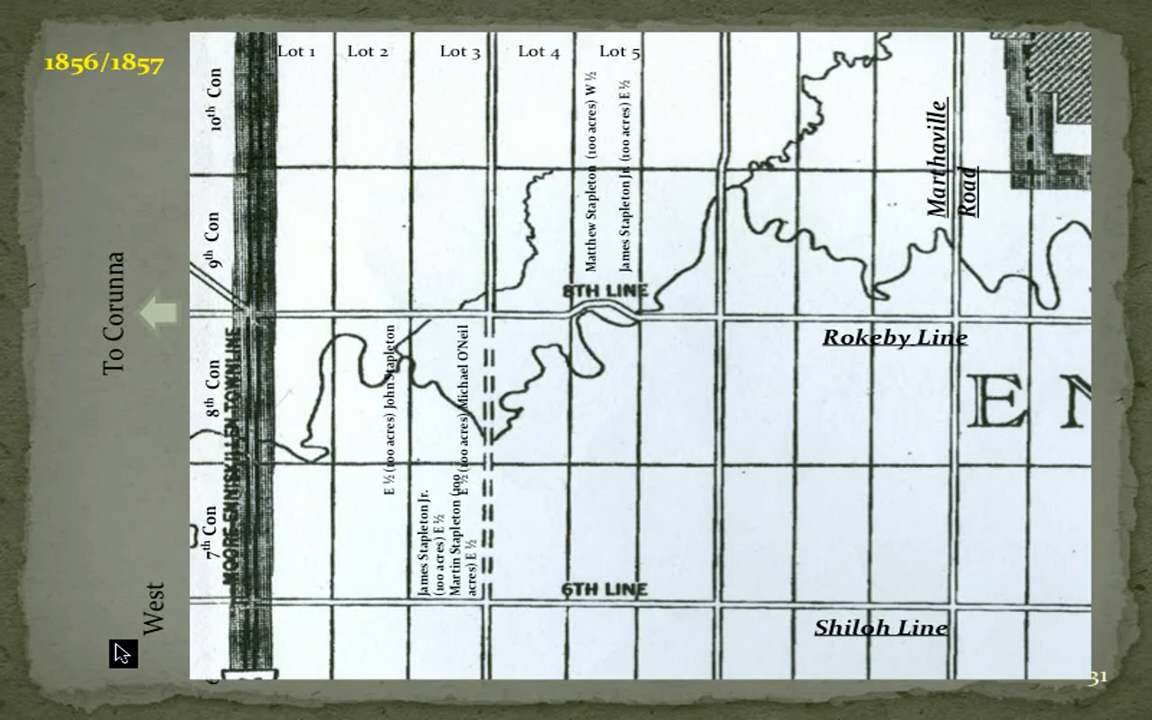 1856/1857
Lot 1 Lot 2 Lot 3 Lot 4 Lot 5
10th Con
9th Con
8th Con
7th Con
To Corunna
West
MOORE-ENNISKILLEN TOWNLINE
Matthew Stapleton (100 acres) W ½
James Stapleton Jr. (100 acres) E ½
Marthaville
Road
8TH LINE
Rokeby Line
E ½ (100 acres) John Stapleton
E ½ (100 acres) Michael O'Neil
E N
James Stapleton Jr.
(100 acres) E ½
Martin Stapleton (100
acres) E ½
6TH LINE
Shiloh Line
31